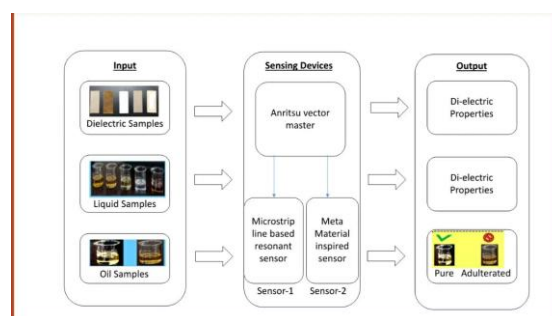 Input
Dielectric Samples
Liquid Samples
Oil Samples
Sensing Devices
Anritsu vector
master
Microstrip
line based
resonant
sensor
Sensor-1
Meta
Material
inspired
sensor
Sensor-2
Output
Di-electric
Properties
Di-electric
Properties
Pure Adulterated